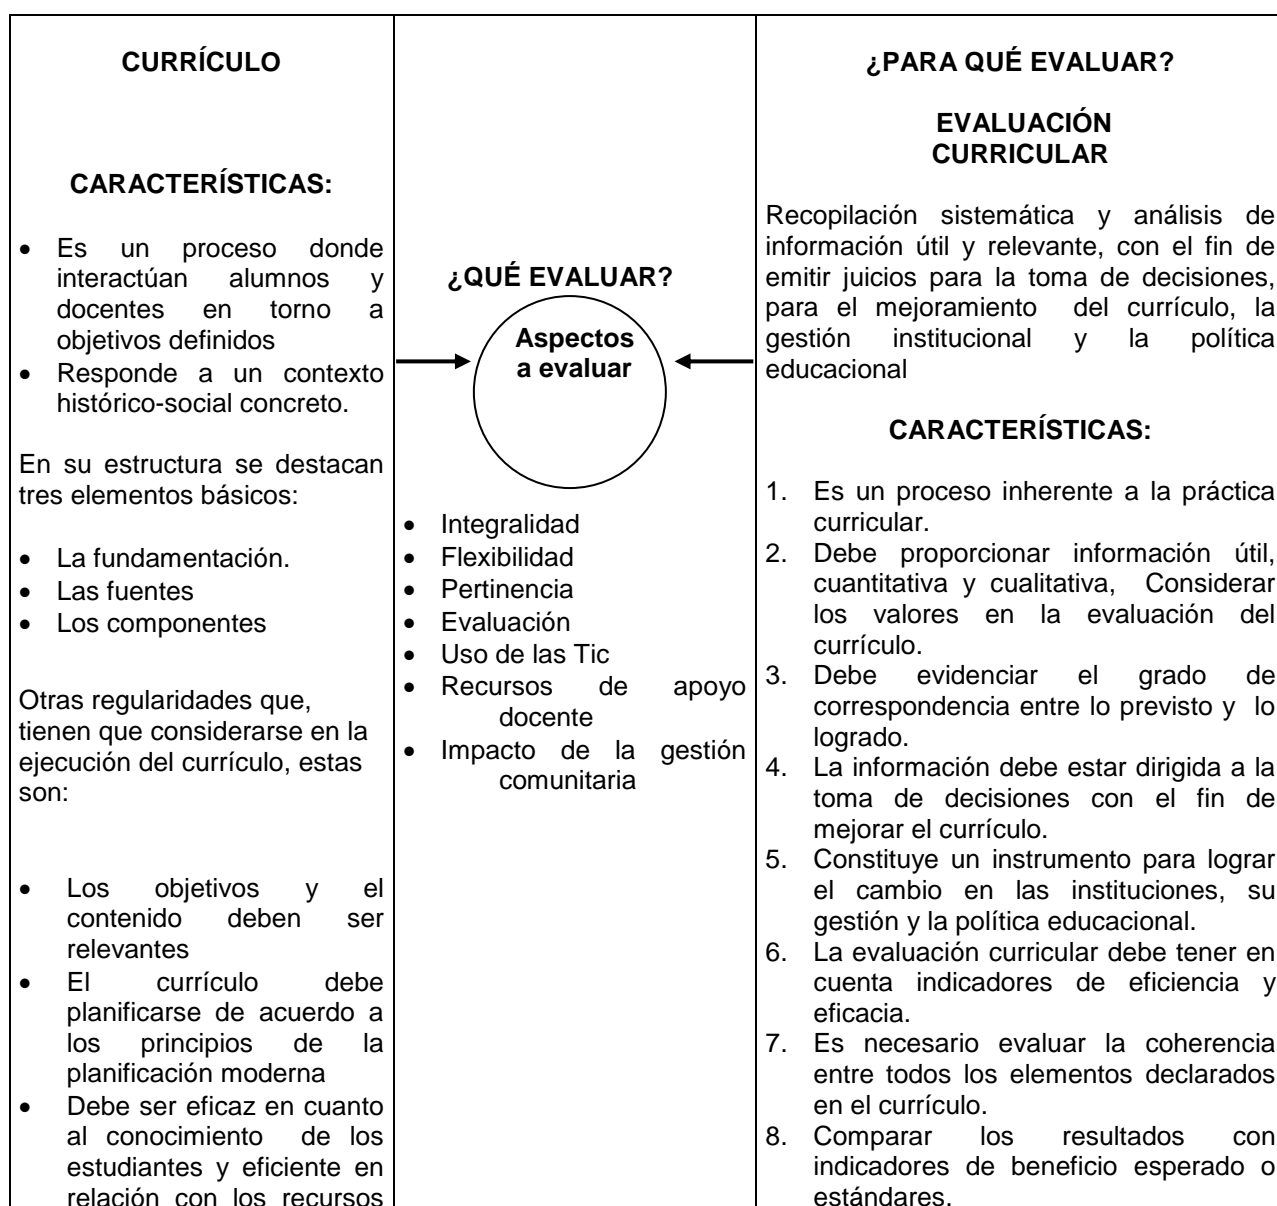 CURRÍCULO
CARACTERÍSTICAS:
• Es un proceso donde
interactúan alumnos y
docentes en torno a
objetivos definidos
• Responde a un contexto
histórico-social concreto.
En su estructura se destacan
tres elementos básicos:
• La fundamentación.
• Las fuentes
• Los componentes
Otras regularidades que,
tienen que considerarse en la
ejecución del currículo, estas
son:
• Los objetivos y el
contenido deben ser
relevantes
• El currículo debe
planificarse de acuerdo a
los principios de la
planificación moderna
• Debe ser eficaz en cuanto
al conocimiento de los
estudiantes y eficiente en
relación con los recursos
¿QUÉ EVALUAR?
Aspectos
a evaluar
• Integralidad
• Flexibilidad
• Pertinencia
• Evaluación
• Uso de las Tic
• Recursos de apoyo
docente
• Impacto de la gestión
comunitaria
¿PARA QUÉ EVALUAR?
EVALUACIÓN
CURRICULAR
Recopilación sistemática y análisis de
información útil y relevante, con el fin de
emitir juicios para la toma de decisiones,
para el mejoramiento del currículo, la
gestión institucional y la política
educacional
CARACTERÍSTICAS:
1. Es un proceso inherente a la práctica
curricular.
2. Debe proporcionar información útil,
cuantitativa y cualitativa, Considerar
los valores en la evaluación del
currículo.
3. Debe evidenciar el grado de
correspondencia entre lo previsto y lo
logrado.
4. La información debe estar dirigida a la
toma de decisiones con el fin de
mejorar el currículo.
5. Constituye un instrumento para lograr
el cambio en las instituciones, su
gestión y la política educacional.
6. La evaluación curricular debe tener en
cuenta indicadores de eficiencia y
eficacia.
7. Es necesario evaluar la coherencia
entre todos los elementos declarados
en el currículo.
8. Comparar los resultados con
indicadores de beneficio esperado o
estándares.